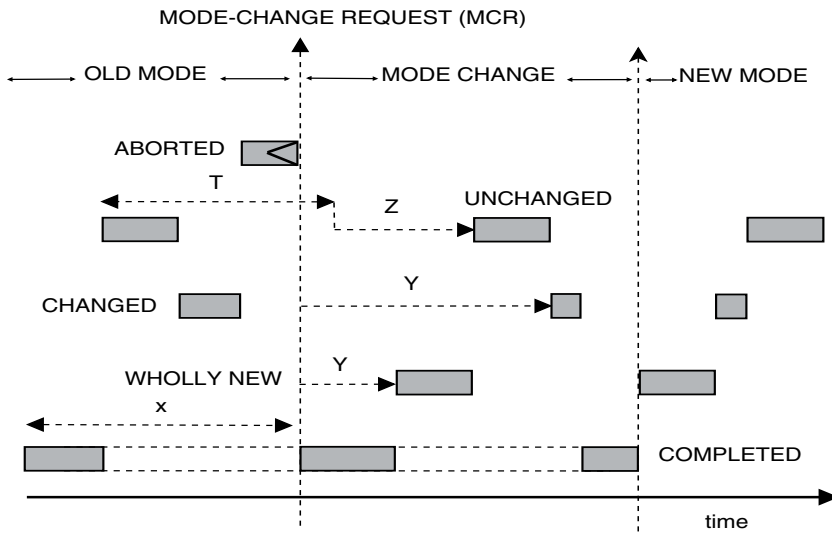 MODE-CHANGE REQUEST (MCR)
OLD MODE
MODE CHANGE
NEW MODE
ABORTED
T
Z
UNCHANGED
CHANGED
Y
WHOLLY NEW
Y
x
COMPLETED
time